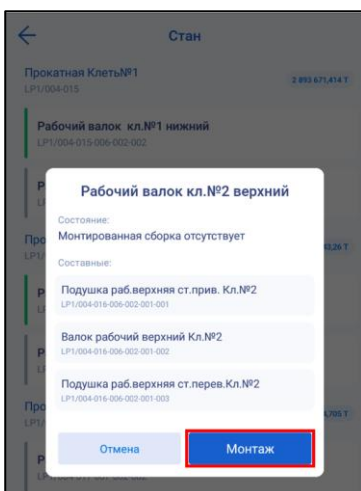 Стан
Прокатная Клеть№1
2 893 671,414 Т
LP1/004-015
Рабочий валок кл.№1 нижний
LP1/004-015-006-002-002
Рабочий валок кл.№2 верхний
Состояние:
Монтированная сборка отсутствует
Составные:
Подушка раб.верхняя ст.прив. Кл.№2
LP1/004-016-006-002-001-001
Валок рабочий верхний Кл.№2
LP1/004-016-006-002-001-002
Подушка раб.верхняя ст.перев.Кл.№2
LP1/004-016-006-002-001-003
Отмена
Монтаж